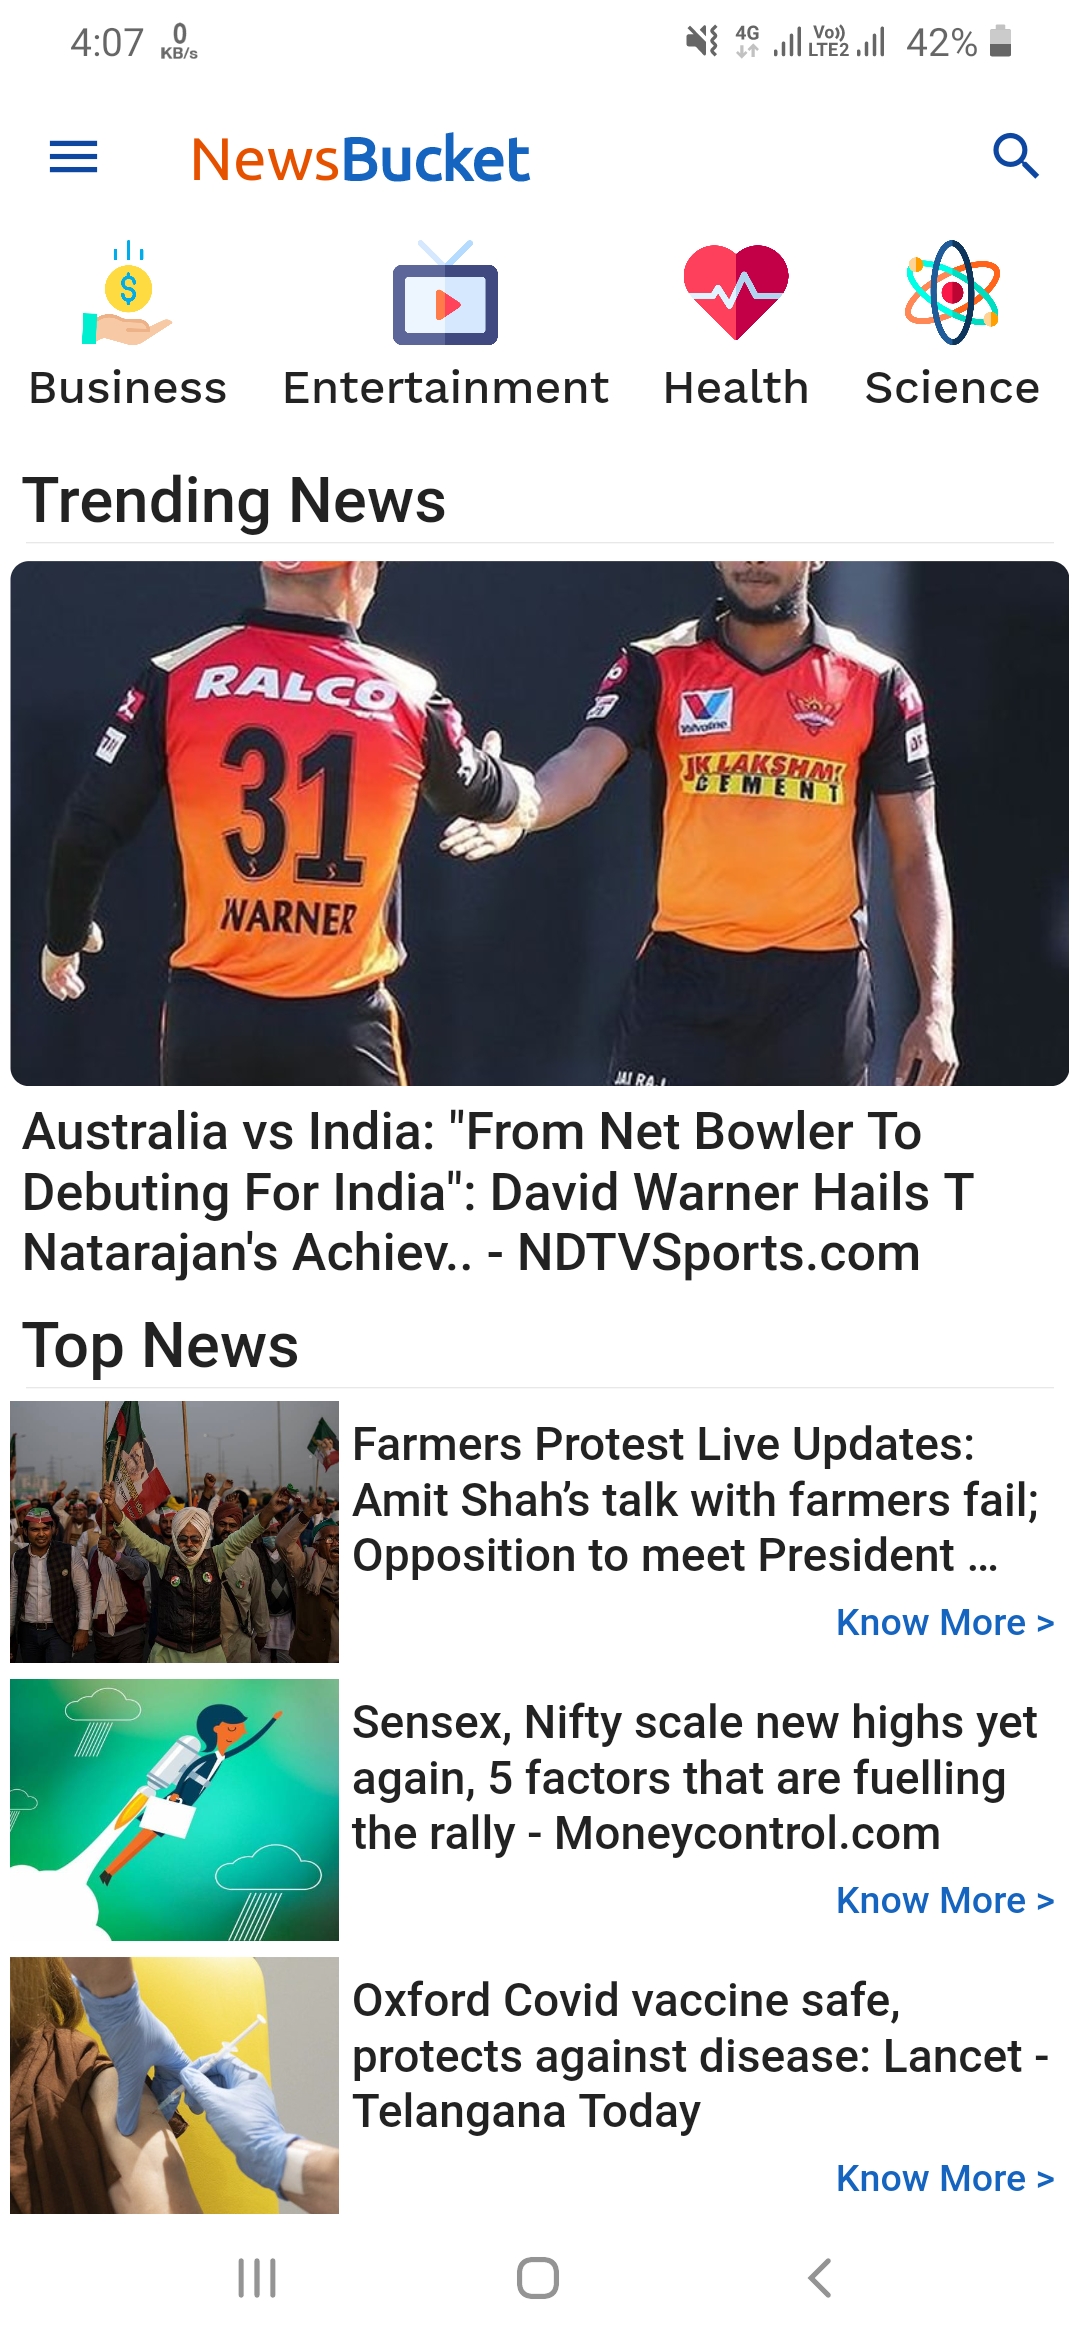 4:07 0 KB/s 4G Vo)) LTE2 42%
NewsBucket
Business Entertainment Health Science
Trending News
RALCO
31
WARNER
Valvoline
JK LAKSHMI
CEMENT
Australia vs India: "From Net Bowler To
Debuting For India": David Warner Hails T
Natarajan's Achiev.. - NDTVSports.com
Top News
Farmers Protest Live Updates:
Amit Shah’s talk with farmers fail;
Opposition to meet President ...
Know More >
Sensex, Nifty scale new highs yet
again, 5 factors that are fuelling
the rally - Moneycontrol.com
Know More >
Oxford Covid vaccine safe,
protects against disease: Lancet -
Telangana Today
Know More >